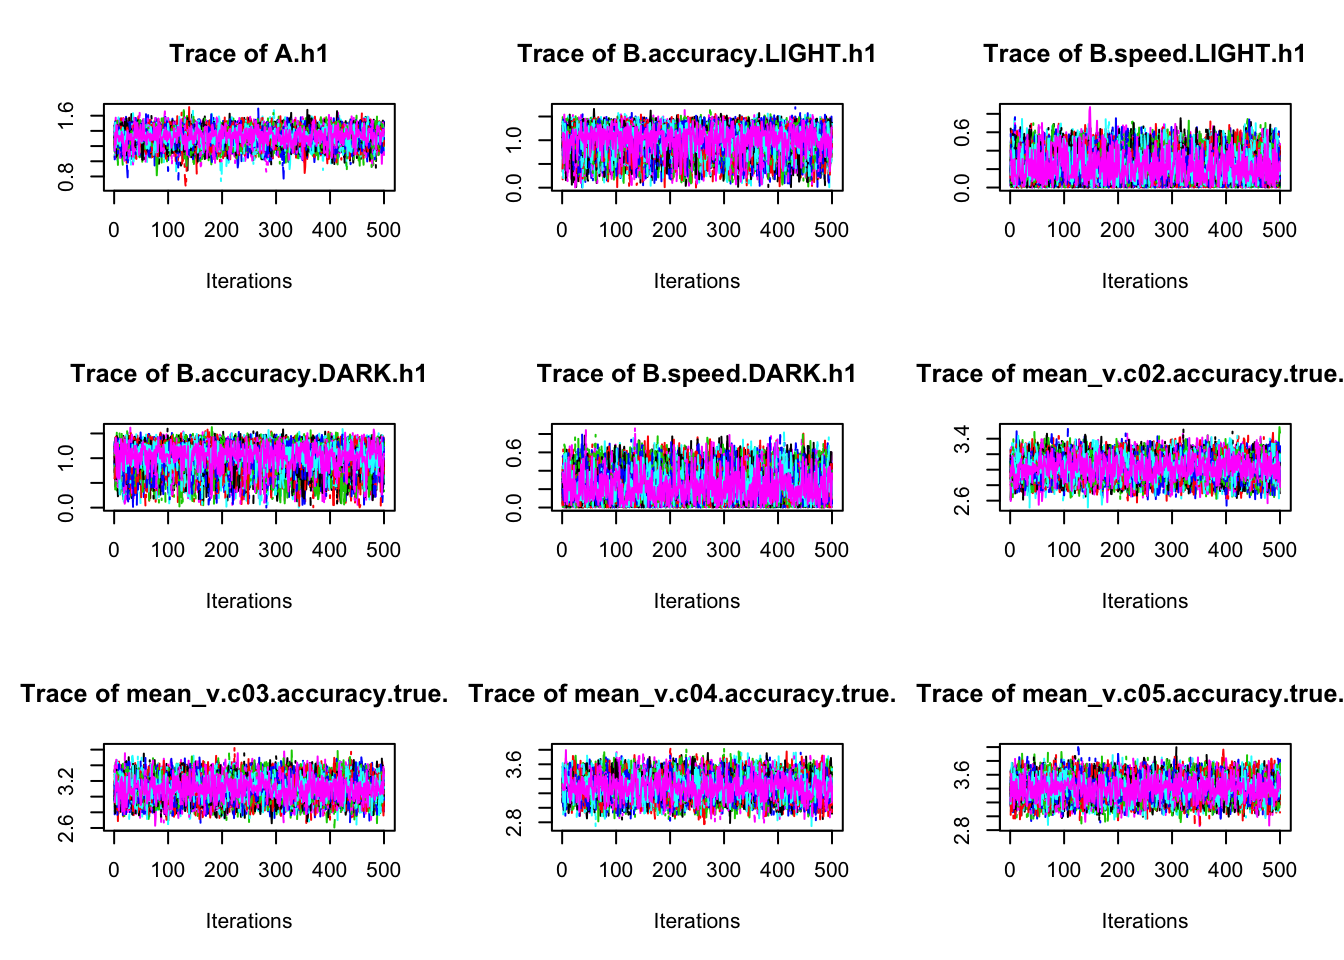 Trace of A.h1
Trace of B.accuracy.LIGHT.h1
Trace of B.speed.LIGHT.h1
1.6
0.8
1.0
0.0
0.6
0.0
0 100 200 300 400 500
0 100 200 300 400 500
0 100 200 300 400 500
Iterations
Iterations
Iterations
Trace of B.accuracy.DARK.h1
Trace of B.speed.DARK.h1
Trace of mean_v.c02.accuracy.true.
1.0
0.0
0.6
0.0
3.4
2.6
0 100 200 300 400 500
0 100 200 300 400 500
0 100 200 300 400 500
Iterations
Iterations
Iterations
Trace of mean_v.c03.accuracy.true.
Trace of mean_v.c04.accuracy.true.
Trace of mean_v.c05.accuracy.true.
3.2
2.6
3.6
2.8
3.6
2.8
0 100 200 300 400 500
0 100 200 300 400 500
0 100 200 300 400 500
Iterations
Iterations
Iterations